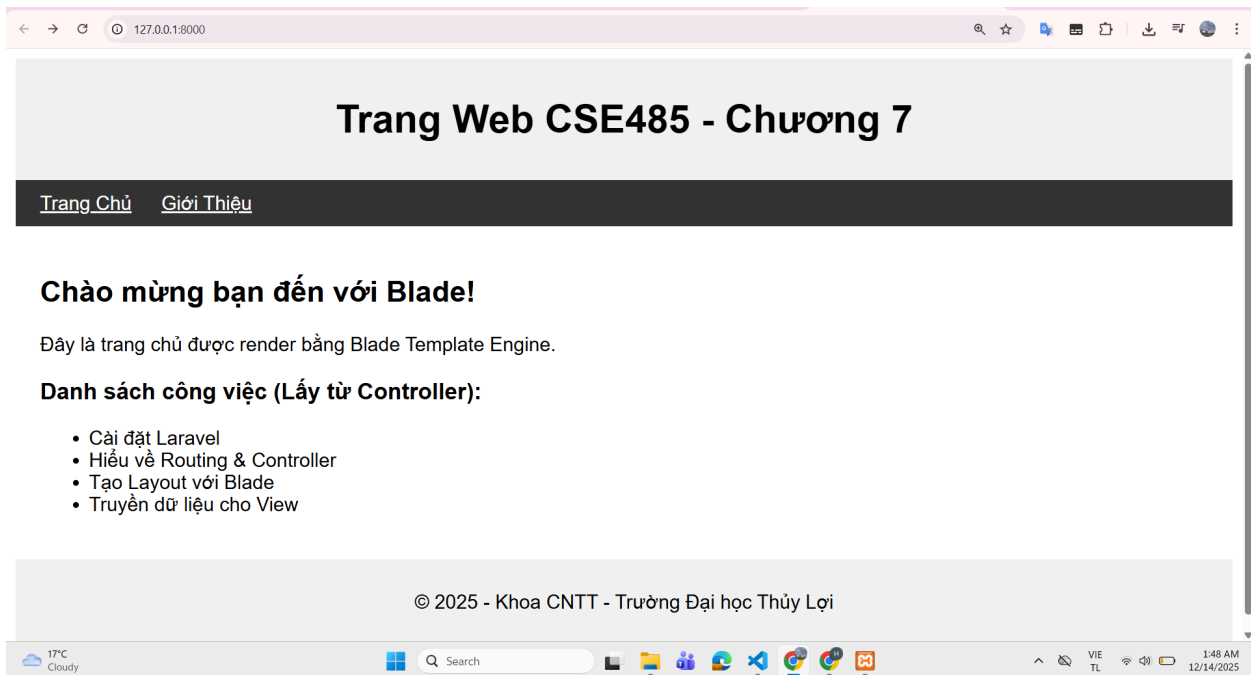 127.0.0.1:8000
Trang Web CSE485 - Chương 7
Trang Chủ Giới Thiệu
Chào mừng bạn đến với Blade!
Đây là trang chủ được render bằng Blade Template Engine.
Danh sách công việc (Lấy từ Controller):
Cài đặt Laravel
Hiểu về Routing & Controller
Tạo Layout với Blade
Truyền dữ liệu cho View
© 2025 - Khoa CNTT - Trường Đại học Thủy Lợi
17°C
Cloudy
Search
VIE
TL
1:48 AM
12/14/2025